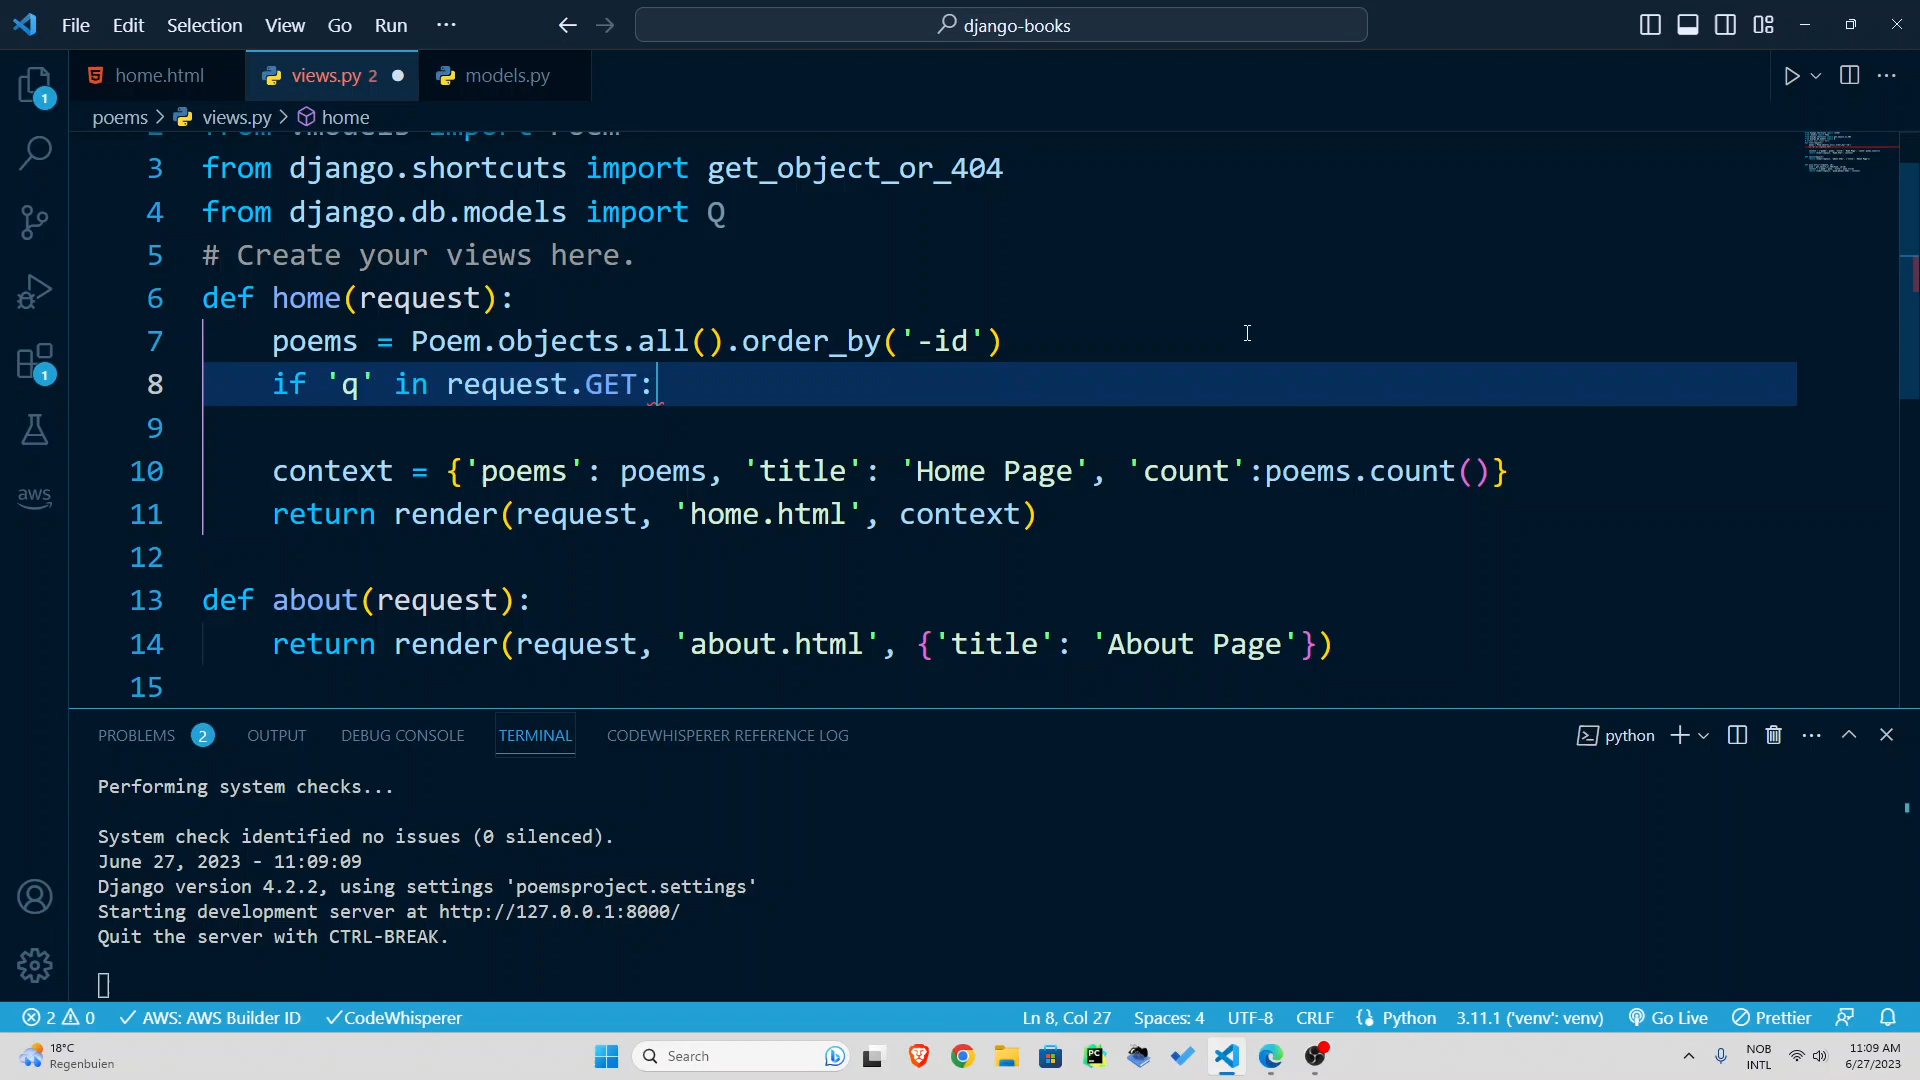 File Edit Selection View Go Run ··· django-books
home.html views.py 2 models.py
poems > views.py > home
3 from django.shortcuts import get_object_or_404
4 from django.db.models import Q
5 # Create your views here.
6 def home(request):
7 poems = Poem.objects.all().order_by('-id')
8 if 'q' in request.GET:
9
10 context = {'poems': poems, 'title': 'Home Page', 'count':poems.count()}
11 return render(request, 'home.html', context)
12
13 def about(request):
14 return render(request, 'about.html', {'title': 'About Page'})
15
1
1
aws
PROBLEMS 2 OUTPUT DEBUG CONSOLE TERMINAL CODEWHISPERER REFERENCE LOG python
Performing system checks...
System check identified no issues (0 silenced).
June 27, 2023 - 11:09:09
Django version 4.2.2, using settings 'poemsproject.settings'
Starting development server at http://127.0.0.1:8000/
Quit the server with CTRL-BREAK.
2 0 AWS: AWS Builder ID CodeWhisperer Ln 8, Col 27 Spaces: 4 UTF-8 CRLF Python 3.11.1 ('venv': venv) Go Live Prettier
18°C
Regenbuien
Search
PC
NOB
INTL
11:09 AM
6/27/2023